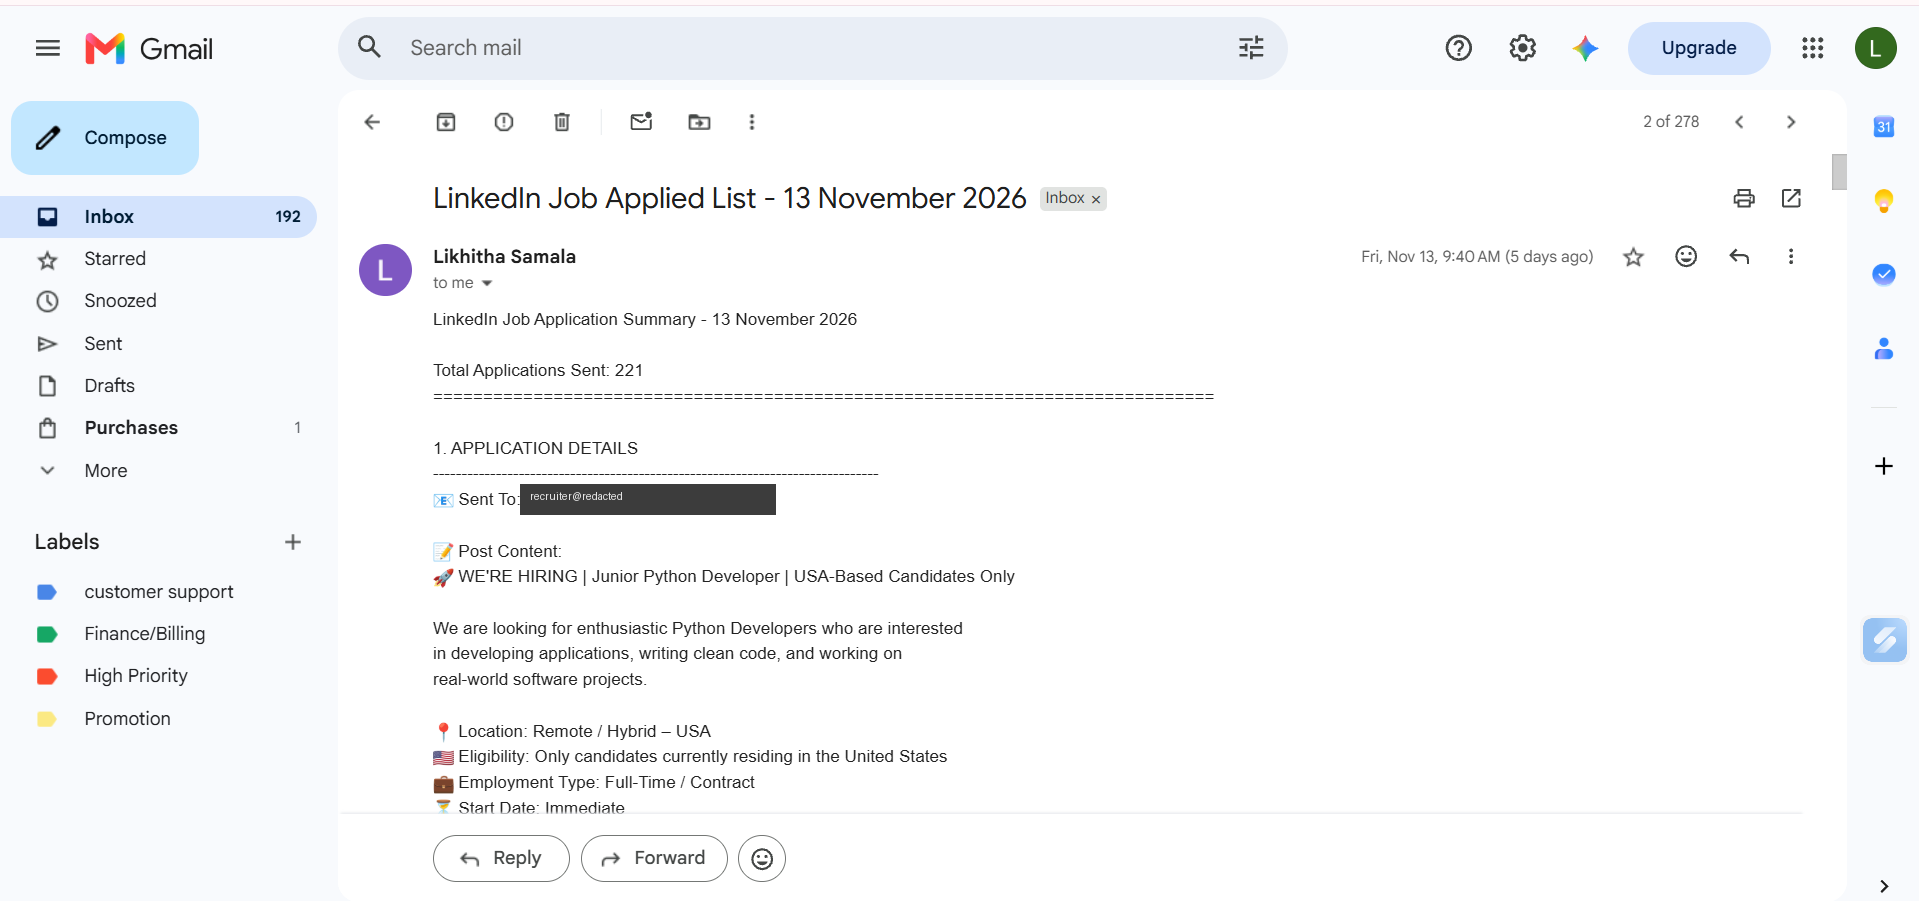 Gmail
Search mail
Upgrade
L
Compose
Inbox 192
Starred
Snoozed
Sent
Drafts
Purchases 1
More
Labels
customer support
Finance/Billing
High Priority
Promotion
2 of 278
LinkedIn Job Applied List - 13 November 2026 Inbox ×
L
Likhitha Samala
Fri, Nov 13, 9:40 AM (5 days ago)
to me
LinkedIn Job Application Summary - 13 November 2026
Total Applications Sent: 221
==============================================================================
1. APPLICATION DETAILS
------------------------------------------------------------------------------
📧 Sent To: recruiter@redacted
📝 Post Content:
🚀 WE'RE HIRING | Junior Python Developer | USA-Based Candidates Only
We are looking for enthusiastic Python Developers who are interested
in developing applications, writing clean code, and working on
real-world software projects.
📍 Location: Remote / Hybrid – USA
🇺🇸 Eligibility: Only candidates currently residing in the United States
💼 Employment Type: Full-Time / Contract
⏳ Start Date: Immediate
Reply
Forward
31